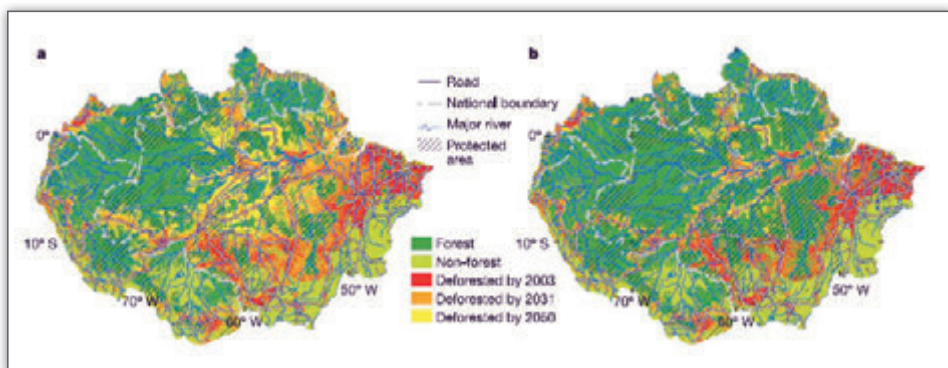 a
b
Road
National boundary
Major river
Protected
area
0°
0°
10° S
10° S
Forest
Non-forest
Deforested by 2003
Deforested by 2031
Deforested by 2050
70° W
60° W
50° W
70° W
60° W
50° W